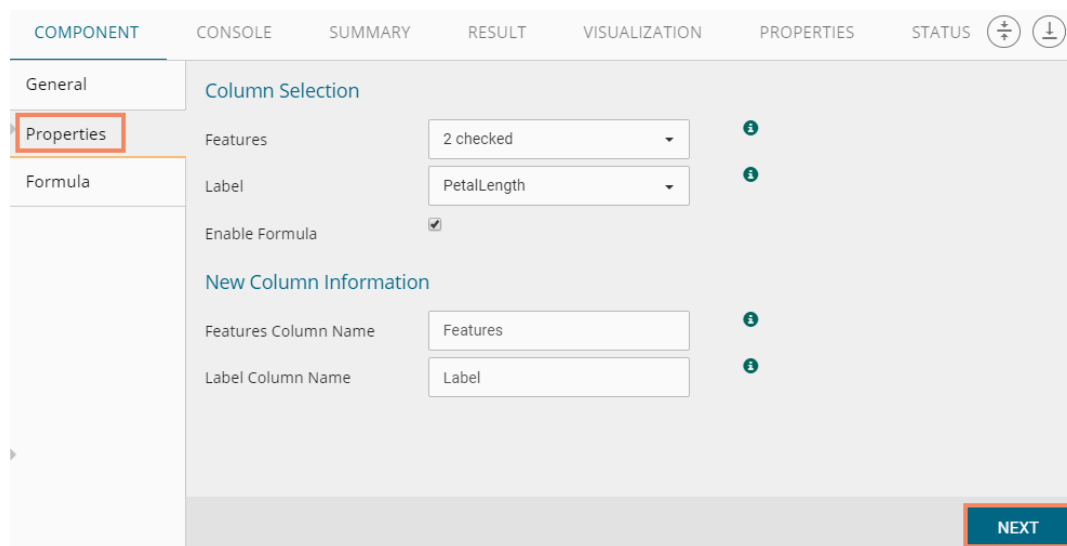 COMPONENT CONSOLE SUMMARY RESULT VISUALIZATION PROPERTIES STATUS
General
Properties
Formula
Column Selection
Features 2 checked
Label PetalLength
Enable Formula
New Column Information
Features Column Name Features
Label Column Name Label
NEXT